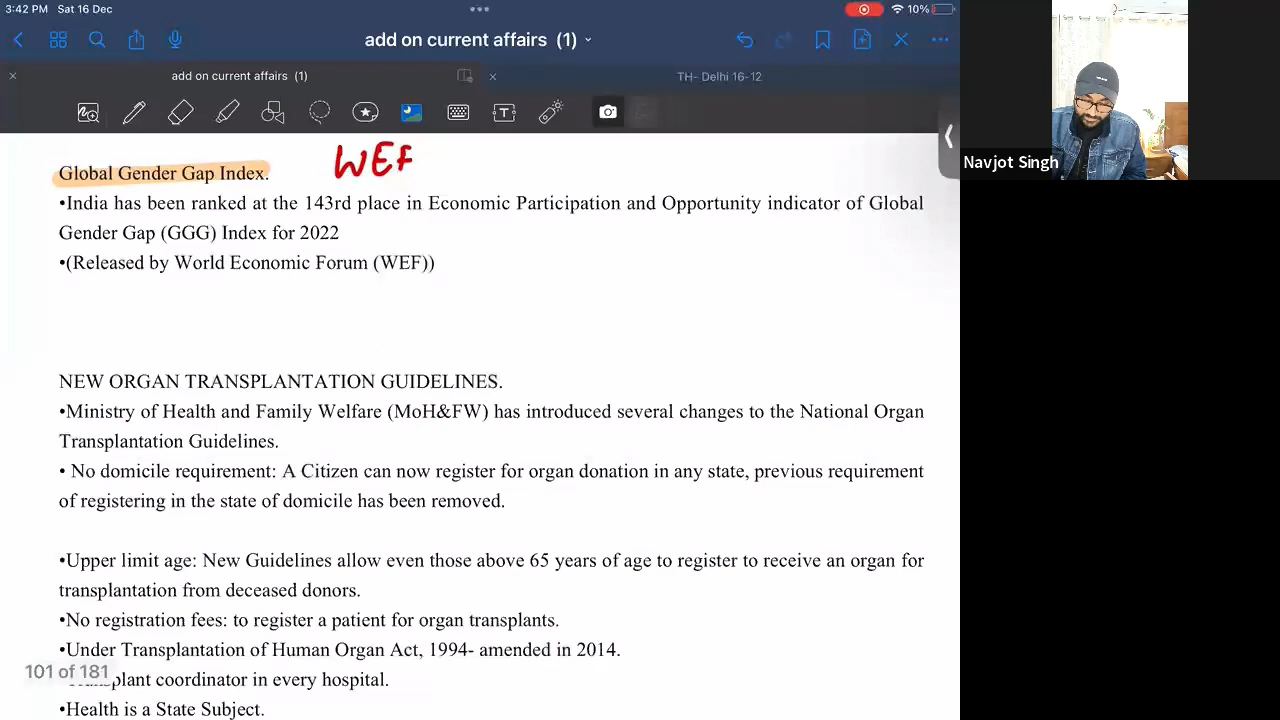 3:42 PM Sat 16 Dec
10%
add on current affairs (1)
add on current affairs (1)
TH- Delhi 16-12
Navjot Singh
WEF
Global Gender Gap Index.
•India has been ranked at the 143rd place in Economic Participation and Opportunity indicator of Global
Gender Gap (GGG) Index for 2022
•(Released by World Economic Forum (WEF))
NEW ORGAN TRANSPLANTATION GUIDELINES.
•Ministry of Health and Family Welfare (MoH&FW) has introduced several changes to the National Organ
Transplantation Guidelines.
• No domicile requirement: A Citizen can now register for organ donation in any state, previous requirement
of registering in the state of domicile has been removed.
•Upper limit age: New Guidelines allow even those above 65 years of age to register to receive an organ for
transplantation from deceased donors.
•No registration fees: to register a patient for organ transplants.
•Under Transplantation of Human Organ Act, 1994- amended in 2014.
101 of 181
plant coordinator in every hospital.
•Health is a State Subject.